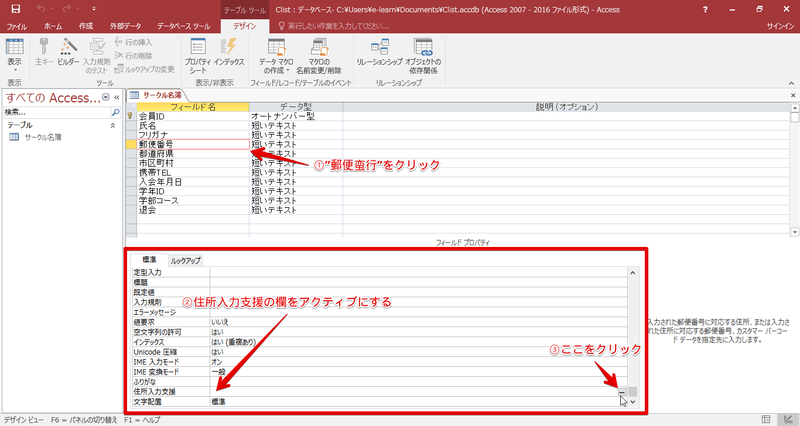 テーブル ツール
Clist : データベース- C:¥Users¥e-learn¥Documents¥Clist.accdb (Access 2007 - 2016 ファイル形式) - Access
ファイル ホーム 作成 外部データ データベース ツール デザイン 実行したい作業を入力してください... サインイン
表示 主キー ビルダー 入力規則のテスト 行の挿入 行の削除 ルックアップの変更 プロパティ シート インデックス データ マクロの作成 マクロの名前変更/削除 リレーションシップ オブジェクトの依存関係
表示 ツール 表示/非表示 フィールド/レコード/テーブルのイベント リレーションシップ
すべての Access...
検索...
テーブル
サークル名簿
サークル名簿
フィールド名 データ型 説明 (オプション)
会員ID オートナンバー型
氏名 短いテキスト
フリガナ 短いテキスト
郵便番号 短いテキスト
都道府県 短いテキスト
市区町村 短いテキスト
携帯TEL 短いテキスト
入会年月日 短いテキスト
学年ID 短いテキスト
学部コース 短いテキスト
退会 短いテキスト
①”郵便蛮行”をクリック
フィールド プロパティ
標準 ルックアップ
定型入力
標題
既定値
入力規則
エラーメッセージ
値要求 いいえ
空文字列の許可 はい
インデックス はい (重複あり)
Unicode 圧縮 はい
IME 入力モード オン
IME 変換モード 一般
ふりがな
住所入力支援
文字配置 標準
②住所入力支援の欄をアクティブにする
③ここをクリック
入力された郵便番号に対応する住所、または入力さ
れた住所に対応する郵便番号、カスタマー バーコー
ド データを指定先に入力します。
デザイン ビュー F6 = パネルの切り替え F1 = ヘルプ